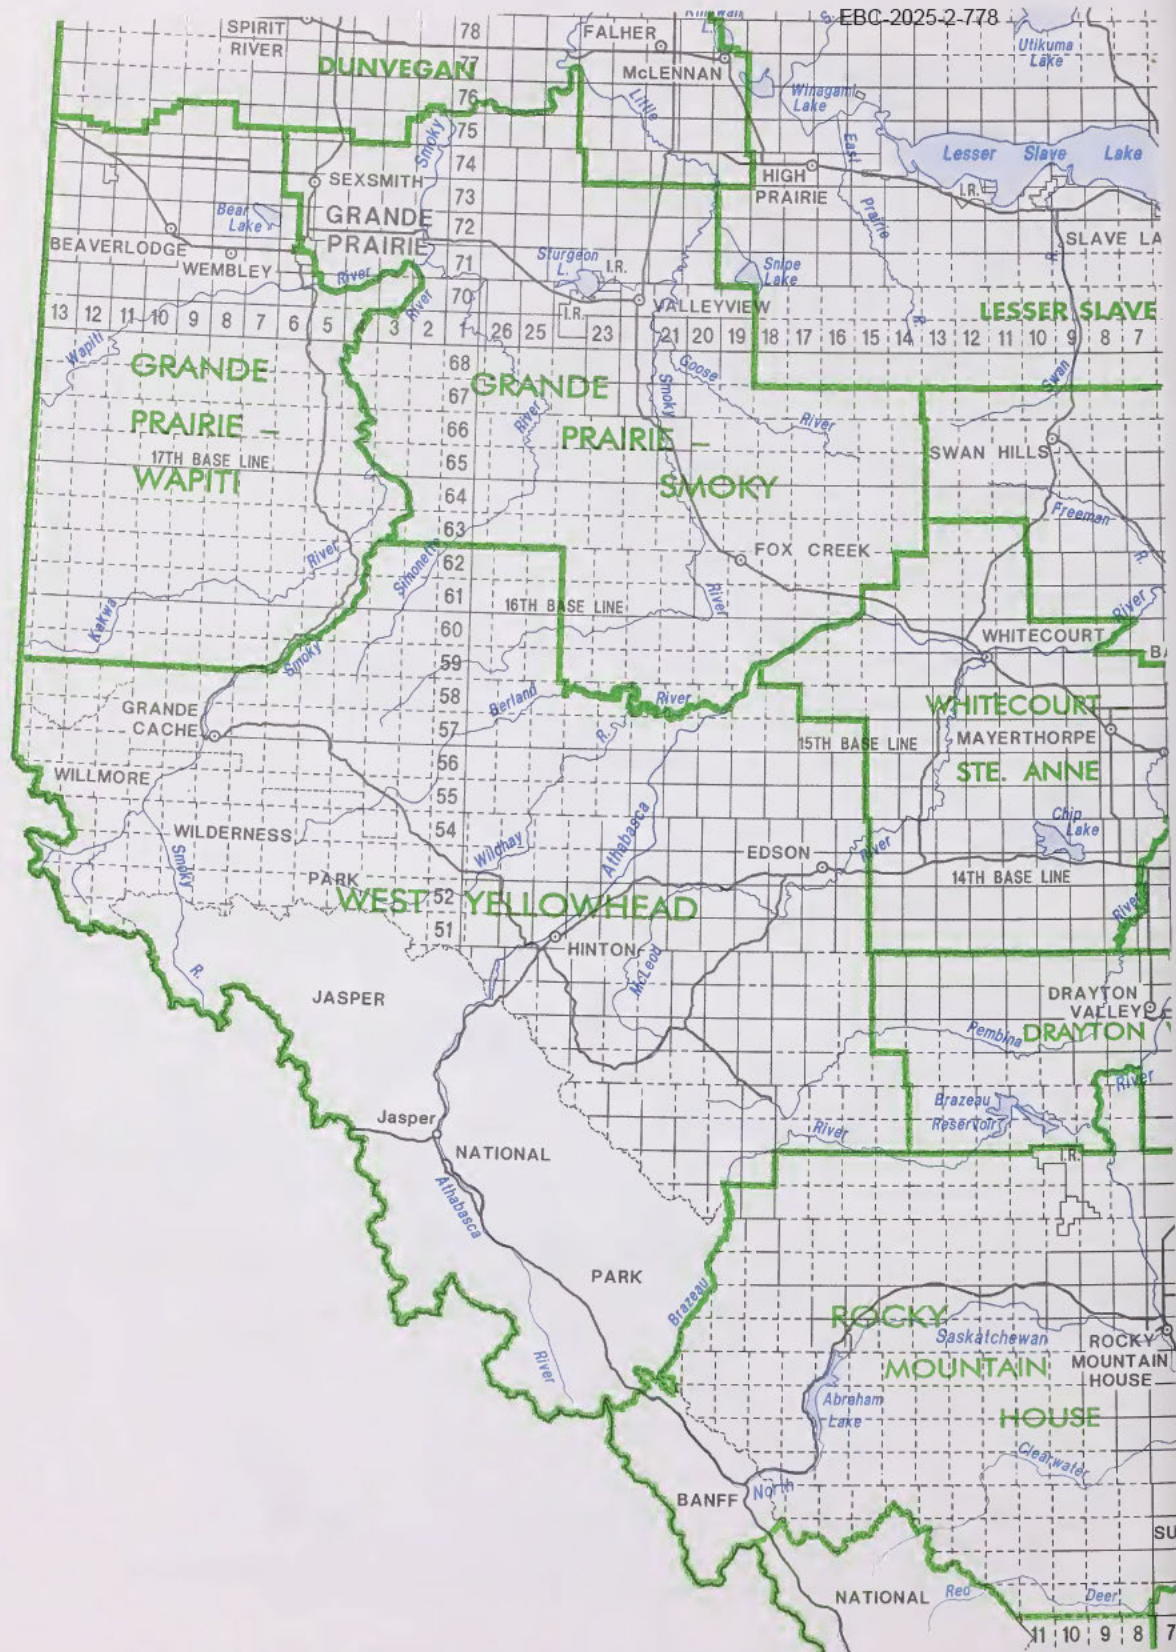 EBC-2025-2-778
SPIRIT
RIVER
78
FALHER
Utikuma
Lake
DUNVEGAN
77
McLENNAN
76
Winagami
Lake
Little
75
Smoky
East
Lesser Slave Lake
74
SEXSMITH
HIGH
PRAIRIE
I.R.
73
Bear
Lake
GRANDE
PRAIRIE
72
Prairie
R.
SLAVE LA
BEAVERLODGE
WEMBLEY
River
71
Sturgeon
L.
I.R.
Snipe
Lake
70
River
I.R.
VALLEYVIEW
R.
LESSER SLAVE
13 12 11 10 9 8 7 6 5 3 2 1 26 25 23 21 20 19 18 17 16 15 14 13 12 11 10 9 8 7
Wapiti
GRANDE
68
Goose
Swan
GRANDE
67
Smoky
River
PRAIRIE –
River
66
PRAIRIE –
SWAN HILLS
17TH BASE LINE
65
WAPITI
64
SMOKY
Freeman
R.
63
FOX CREEK
River
Simonette
62
River
River
61
16TH BASE LINE
Kakwa
60
WHITECOURT
Smoky
59
BA
58
Berland
River
GRANDE
CACHE
57
R.
WHITECOURT
15TH BASE LINE
MAYERTHORPE
56
WILLMORE
STE. ANNE
55
Chip
Lake
WILDERNESS
54
Wildhay
Athabasca
River
EDSON
Smoky
PARK
14TH BASE LINE
WEST YELLOWHEAD
52
River
51
HINTON
McLeod
R.
JASPER
DRAYTON
VALLEY
Pembina
DRAYTON
River
Brazeau
Reservoir
Jasper
River
NATIONAL
I.R.
Athabasca
PARK
Brazeau
ROCKY
Saskatchewan
ROCKY
MOUNTAIN
HOUSE
River
MOUNTAIN
Abraham
Lake
HOUSE
Clearwater
BANFF
North
SU
NATIONAL
Red
Deer
11 10 9 8 7